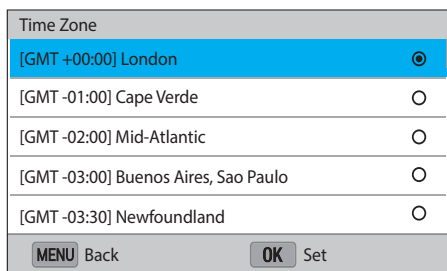 Time Zone
[GMT +00:00] London
[GMT -01:00] Cape Verde
[GMT -02:00] Mid-Atlantic
[GMT -03:00] Buenos Aires, Sao Paulo
[GMT -03:30] Newfoundland
MENU Back OK Set